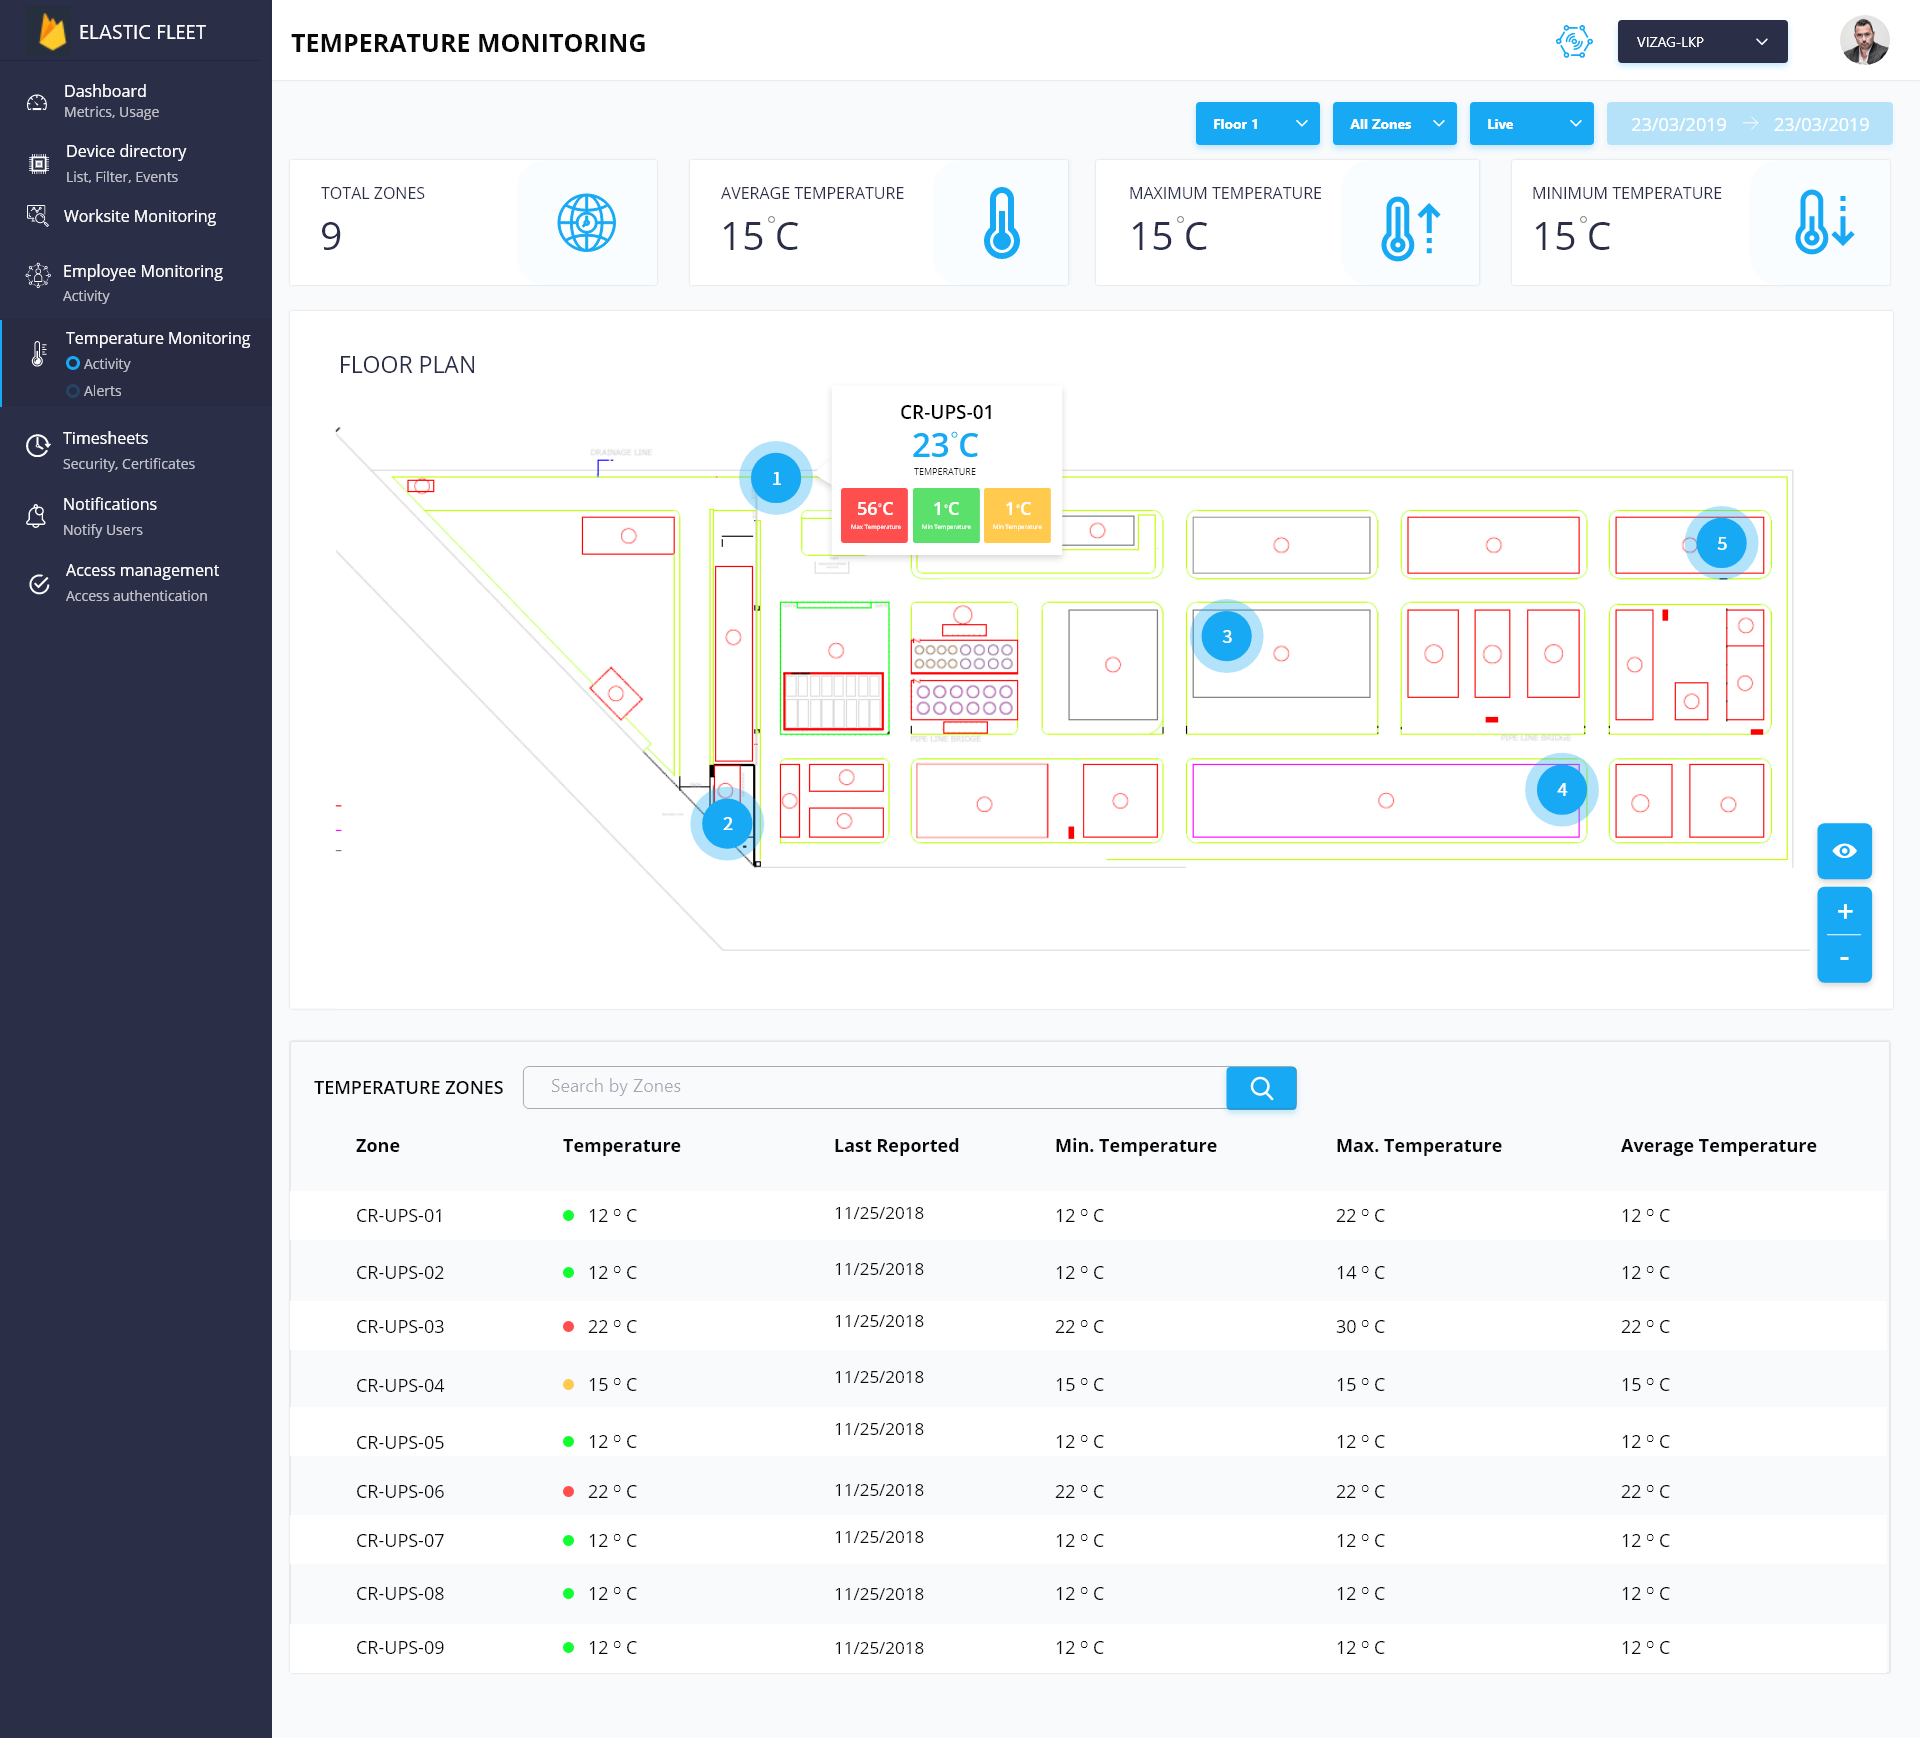 ELASTIC FLEET
Dashboard
Metrics, Usage
Device directory
List, Filter, Events
Worksite Monitoring
Employee Monitoring
Activity
Temperature Monitoring
Activity
Alerts
Timesheets
Security, Certificates
Notifications
Notify Users
Access management
Access authentication
TEMPERATURE MONITORING
VIZAG-LKP
Floor 1
All Zones
Live
23/03/2019 → 23/03/2019
TOTAL ZONES
9
AVERAGE TEMPERATURE
15°C
MAXIMUM TEMPERATURE
15°C
MINIMUM TEMPERATURE
15°C
FLOOR PLAN
CR-UPS-01
23°C
TEMPERATURE
56°C 1°C 1°C
Max Temperature Min Temperature Min Temperature
DRAINAGE LINE
1
5
3
PIPE LINE BRIDGE
PIPE LINE BRIDGE
4
2
+
-
TEMPERATURE ZONES
Search by Zones
Zone Temperature Last Reported Min. Temperature Max. Temperature Average Temperature
CR-UPS-01 12 ° C 11/25/2018 12 ° C 22 ° C 12 ° C
CR-UPS-02 12 ° C 11/25/2018 12 ° C 14 ° C 12 ° C
CR-UPS-03 22 ° C 11/25/2018 22 ° C 30 ° C 22 ° C
CR-UPS-04 15 ° C 11/25/2018 15 ° C 15 ° C 15 ° C
CR-UPS-05 12 ° C 11/25/2018 12 ° C 12 ° C 12 ° C
CR-UPS-06 22 ° C 11/25/2018 22 ° C 22 ° C 22 ° C
CR-UPS-07 12 ° C 11/25/2018 12 ° C 12 ° C 12 ° C
CR-UPS-08 12 ° C 11/25/2018 12 ° C 12 ° C 12 ° C
CR-UPS-09 12 ° C 11/25/2018 12 ° C 12 ° C 12 ° C